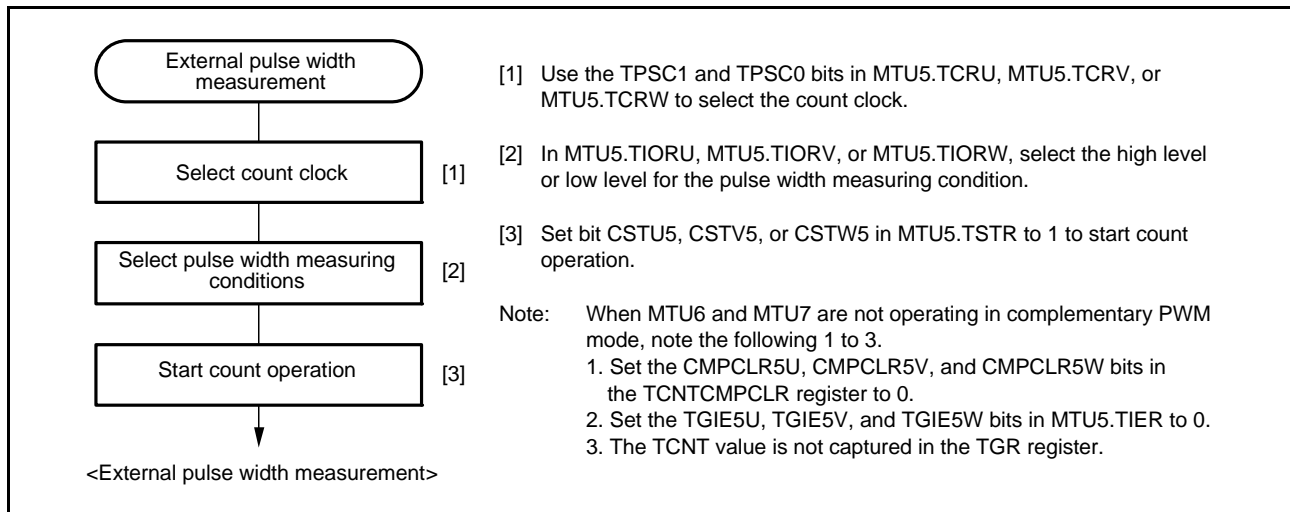 External pulse width
measurement
Select count clock
[1]
Select pulse width measuring
conditions
[2]
Start count operation
[3]
<External pulse width measurement>
[1] Use the TPSC1 and TPSC0 bits in MTU5.TCRU, MTU5.TCRV, or
MTU5.TCRW to select the count clock.
[2] In MTU5.TIORU, MTU5.TIORV, or MTU5.TIORW, select the high level
or low level for the pulse width measuring condition.
[3] Set bit CSTU5, CSTV5, or CSTW5 in MTU5.TSTR to 1 to start count
operation.
Note: When MTU6 and MTU7 are not operating in complementary PWM
mode, note the following 1 to 3.
1. Set the CMPCLR5U, CMPCLR5V, and CMPCLR5W bits in
the TCNTCMPCLR register to 0.
2. Set the TGIE5U, TGIE5V, and TGIE5W bits in MTU5.TIER to 0.
3. The TCNT value is not captured in the TGR register.